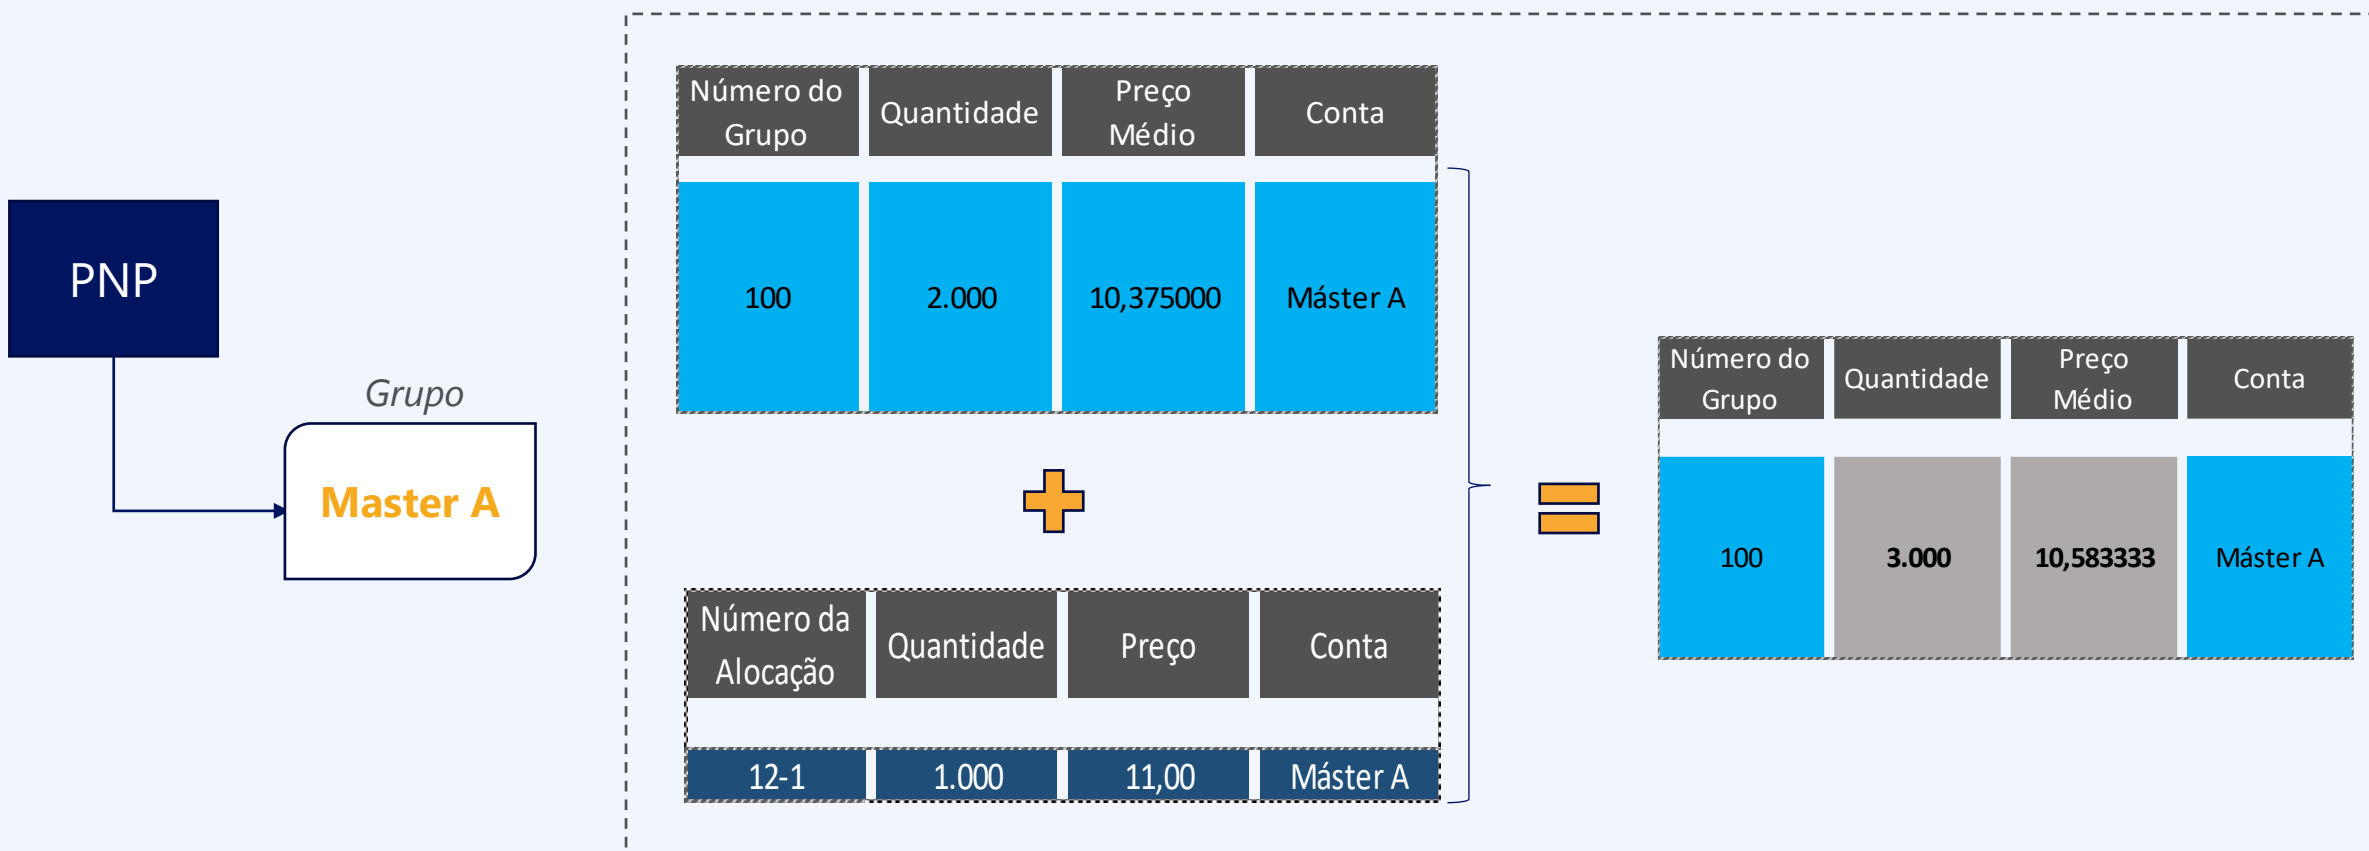 PNP
Grupo
Master A
Número do
Grupo
Quantidade
Preço
Médio
Conta
100
2.000
10,375000
Máster A
Número da
Alocação
Quantidade
Preço
Conta
12-1
1.000
11,00
Máster A
Número do
Grupo
Quantidade
Preço
Médio
Conta
100
3.000
10,583333
Máster A